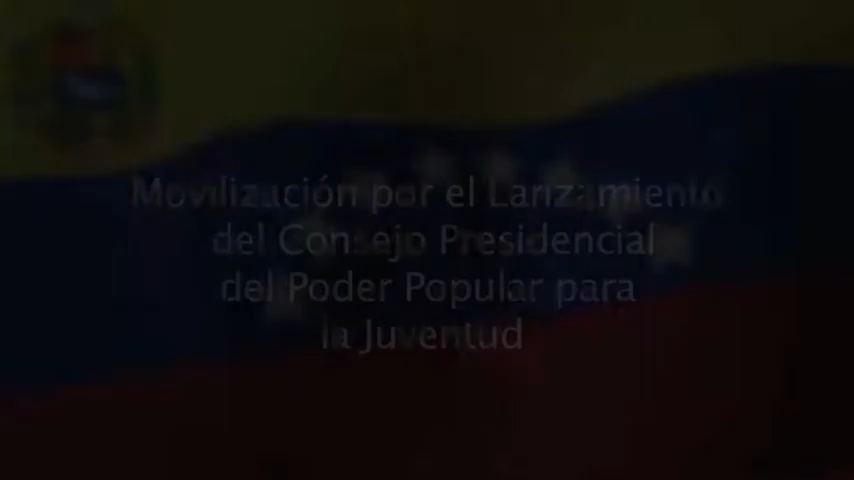 Movilización por el Lanzamiento
del Consejo Presidencial
del Poder Popular para
la Juventud